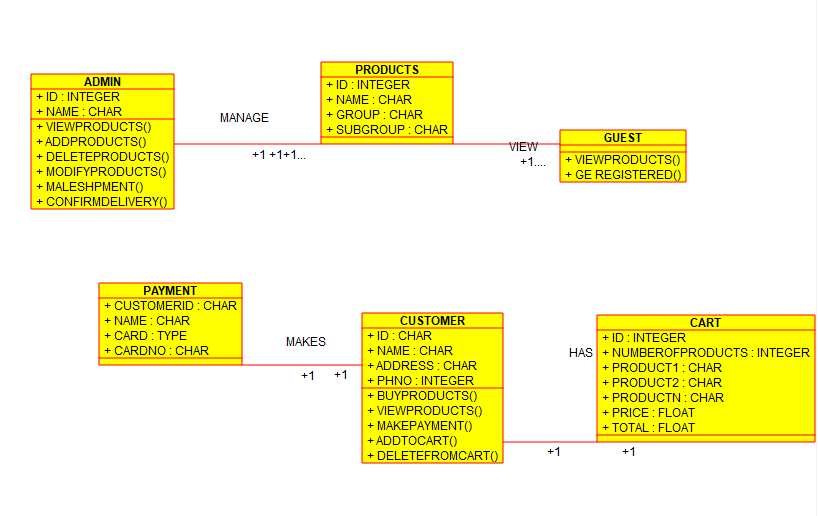 PRODUCTS
+ ID : INTEGER
+ NAME : CHAR
+ GROUP : CHAR
+ SUBGROUP : CHAR
ADMIN
+ ID : INTEGER
+ NAME : CHAR
+ VIEWPRODUCTS()
+ ADDPRODUCTS()
+ DELETEPRODUCTS()
+ MODIFYPRODUCTS()
+ MALESHPMENT()
+ CONFIRMDELIVERY()
MANAGE
+1 +1+1...
VIEW
+1....
GUEST
+ VIEWPRODUCTS()
+ GE REGISTERED()
PAYMENT
+ CUSTOMERID : CHAR
+ NAME : CHAR
+ CARD : TYPE
+ CARDNO : CHAR
MAKES
+1 +1
CUSTOMER
+ ID : CHAR
+ NAME : CHAR
+ ADDRESS : CHAR
+ PHNO : INTEGER
+ BUYPRODUCTS()
+ VIEWPRODUCTS()
+ MAKEPAYMENT()
+ ADDTOCART()
+ DELETEFROMCART()
HAS
+1 +1
CART
+ ID : INTEGER
+ NUMBEROFPRODUCTS : INTEGER
+ PRODUCT1 : CHAR
+ PRODUCT2 : CHAR
+ PRODUCTN : CHAR
+ PRICE : FLOAT
+ TOTAL : FLOAT